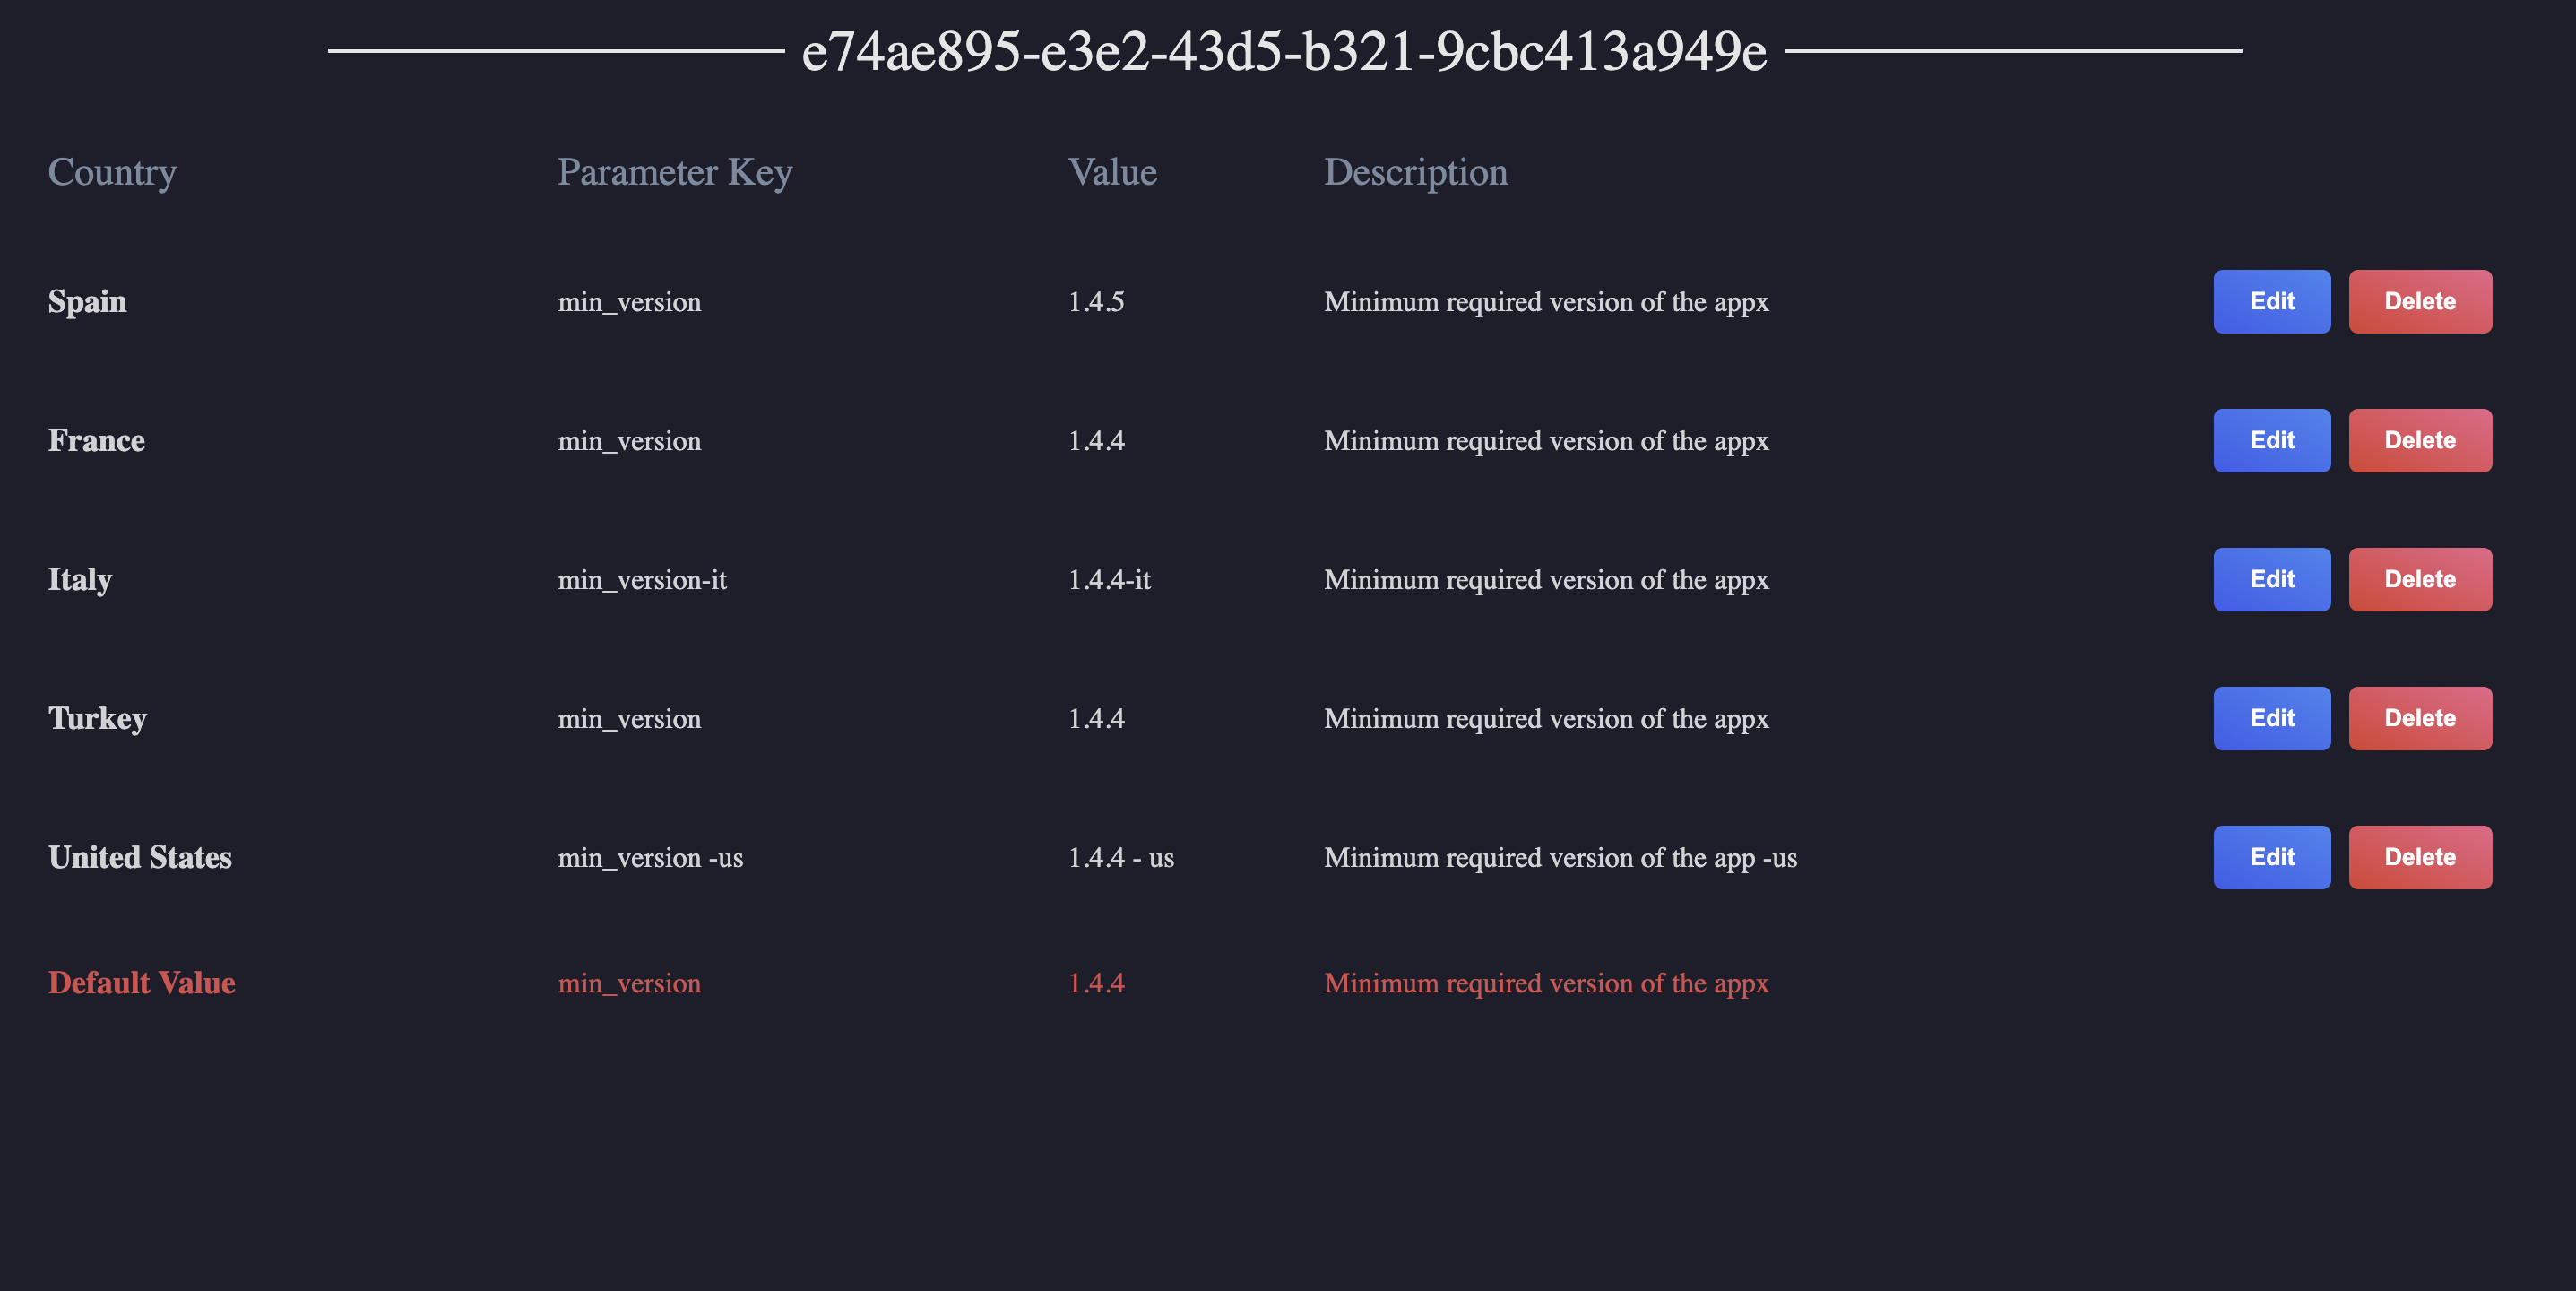 e74ae895-e3e2-43d5-b321-9cbc413a949e
Country Parameter Key Value Description
Spain min_version 1.4.5 Minimum required version of the appx Edit Delete
France min_version 1.4.4 Minimum required version of the appx Edit Delete
Italy min_version-it 1.4.4-it Minimum required version of the appx Edit Delete
Turkey min_version 1.4.4 Minimum required version of the appx Edit Delete
United States min_version -us 1.4.4 - us Minimum required version of the app -us Edit Delete
Default Value min_version 1.4.4 Minimum required version of the appx